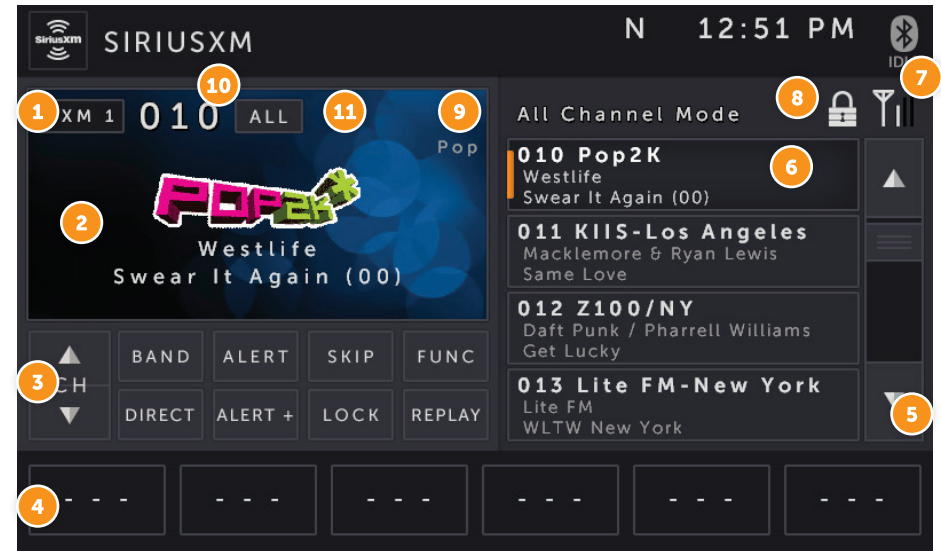 SiriusXM
SIRIUSXM
N
12:51 PM
7
10
11
9
8
1
XM 1
010
ALL
Pop
All Channel Mode
POP2K
2
Westlife
Swear It Again (00)
010 Pop2K
6
Westlife
Swear It Again (00)
011 KIIS-Los Angeles
Macklemore & Ryan Lewis
Same Love
012 Z100/NY
Daft Punk / Pharrell Williams
Get Lucky
013 Lite FM-New York
Lite FM
WLTW New York
5
3
CH
BAND
ALERT
SKIP
FUNC
DIRECT
ALERT +
LOCK
REPLAY
4
- - -
- - -
- - -
- - -
- - -
- - -